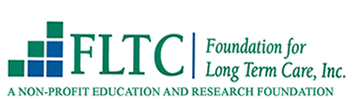 FLTC
Foundation for
Long Term Care, Inc.
A NON-PROFIT EDUCATION AND RESEARCH FOUNDATION